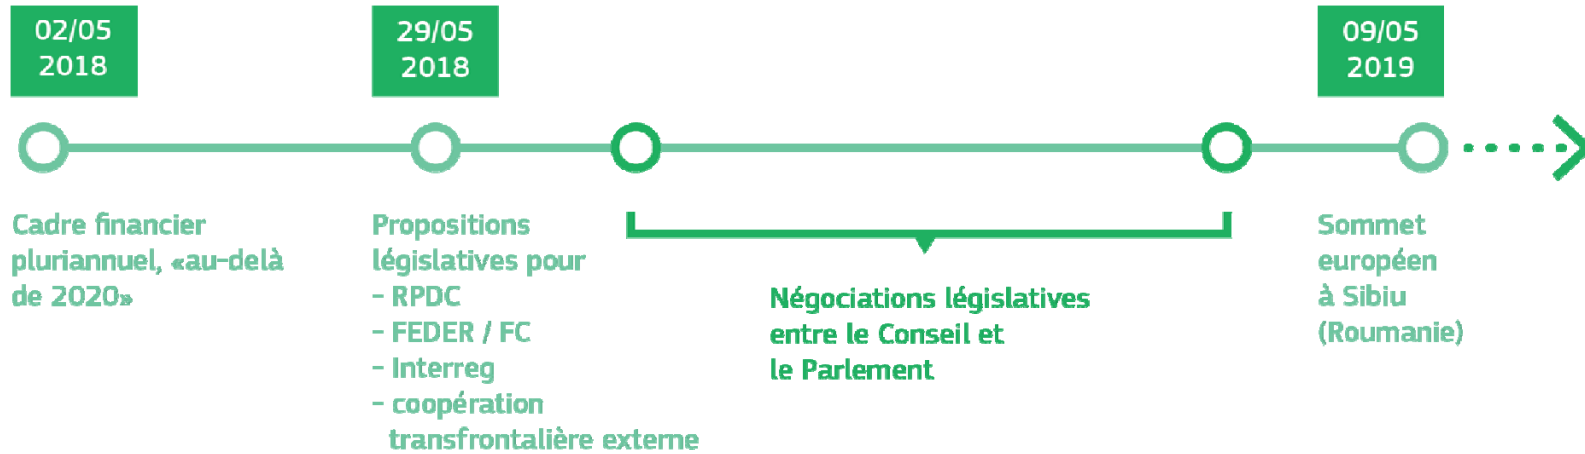 02/05
2018
29/05
2018
09/05
2019
Cadre financier
pluriannuel, «au-delà
de 2020»
Propositions
législatives pour
- RPDC
- FEDER / FC
- Interreg
- coopération
transfrontalière externe
Négociations législatives
entre le Conseil et
le Parlement
Sommet
européen
à Sibiu
(Roumanie)